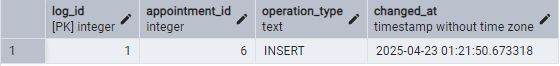 log_id appointment_id operation_type changed_at
[PK] integer integer text timestamp without time zone
1 1 6 INSERT 2025-04-23 01:21:50.673318